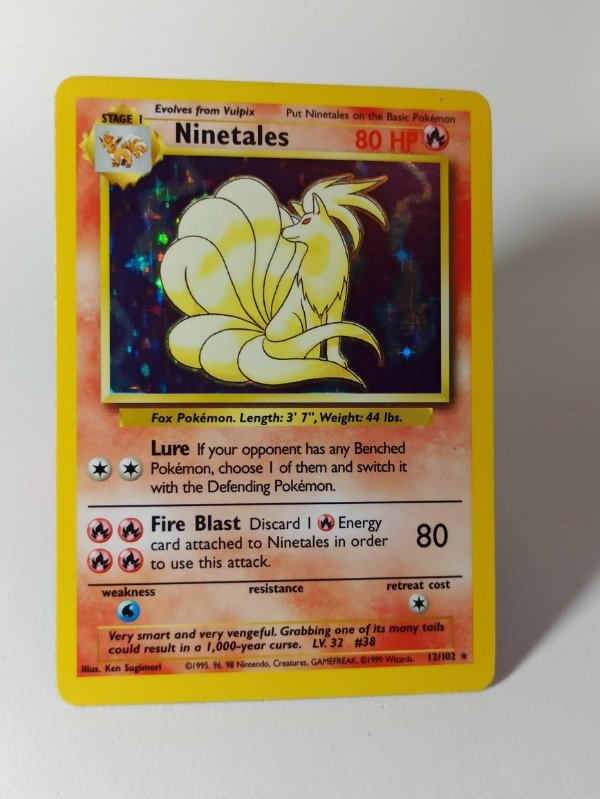 Evolves from Vulpix
Put Ninetales on the Basic Pokémon
STAGE 1
Ninetales
80 HP
Fox Pokémon. Length: 3' 7", Weight: 44 lbs.
Lure If your opponent has any Benched
Pokémon, choose 1 of them and switch it
with the Defending Pokémon.
Fire Blast Discard 1 Energy
card attached to Ninetales in order
to use this attack.
80
weakness
resistance
retreat cost
Very smart and very vengeful. Grabbing one of its many tails
could result in a 1,000-year curse. LV. 32 #38
Illus. Ken Sugimori
©1995, 96, 98 Nintendo, Creatures, GAMEFREAK. ©1999 Wizards.
12/102 ★